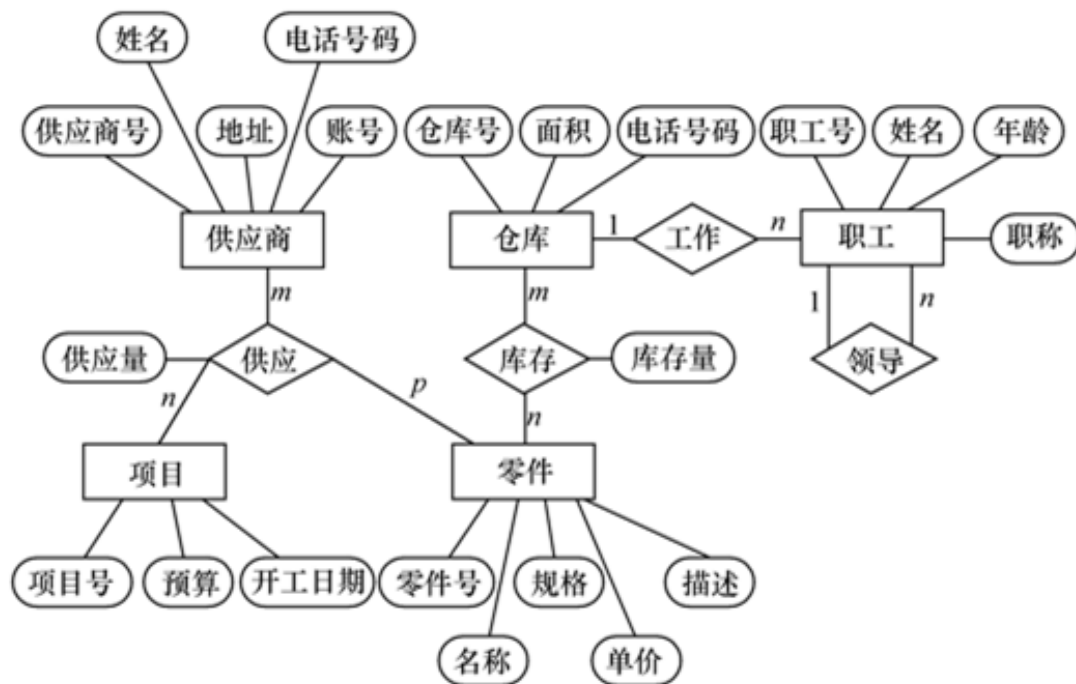 姓名 电话号码
供应商号 地址 账号 仓库号 面积 电话号码 职工号 姓名 年龄
供应商 仓库 1 工作 n 职工 职称
m m 1 n
供应量 供应 库存 库存量 领导
n p n
项目 零件
项目号 预算 开工日期 零件号 规格 描述
名称 单价